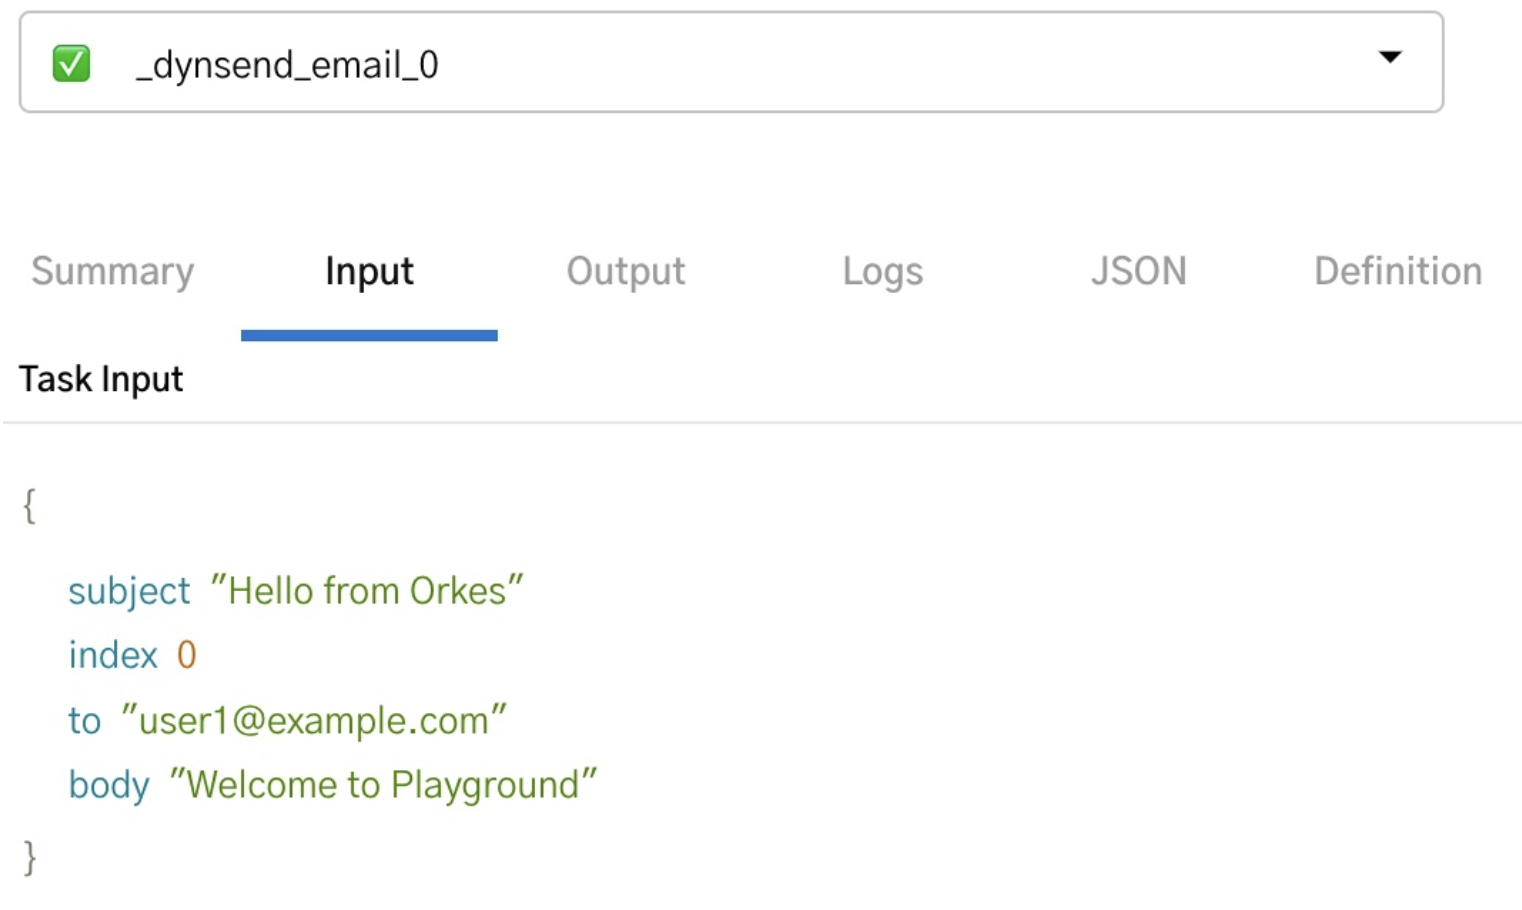 _dynsend_email_0
Summary Input Output Logs JSON Definition
Task Input
{
subject "Hello from Orkes"
index 0
to "user1@example.com"
body "Welcome to Playground"
}